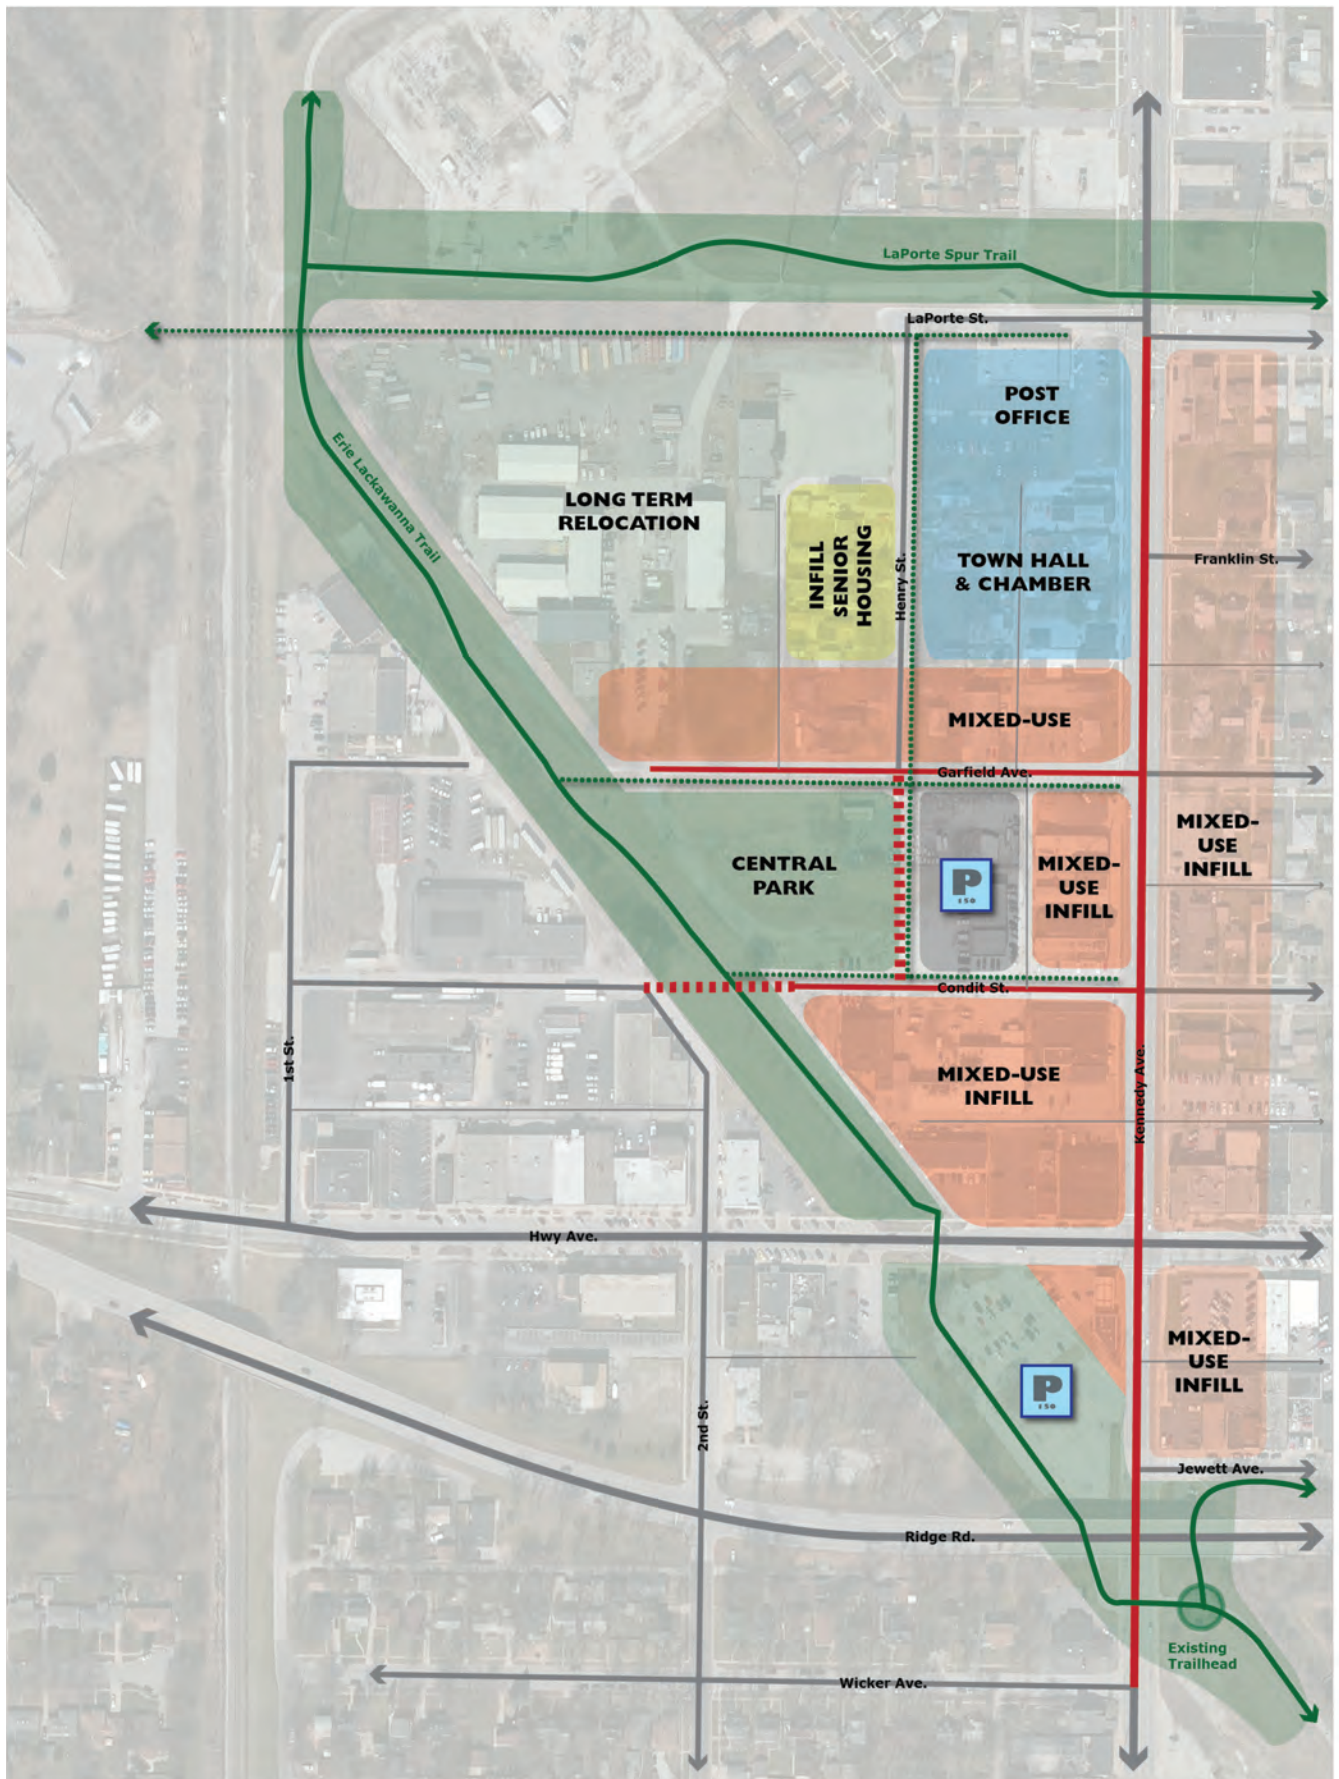 LaPorte Spur Trail
LaPorte St.
POST
OFFICE
Erie Lackawanna Trail
LONG TERM
RELOCATION
INFILL
SENIOR
HOUSING
Henry St.
TOWN HALL
& CHAMBER
Franklin St.
MIXED-USE
Garfield Ave.
CENTRAL
PARK
P
150
MIXED-
USE
INFILL
MIXED-
USE
INFILL
Condit St.
1st St.
MIXED-USE
INFILL
Kennedy Ave.
Hwy Ave.
MIXED-
USE
INFILL
P
150
2nd St.
Jewett Ave.
Ridge Rd.
Existing
Trailhead
Wicker Ave.